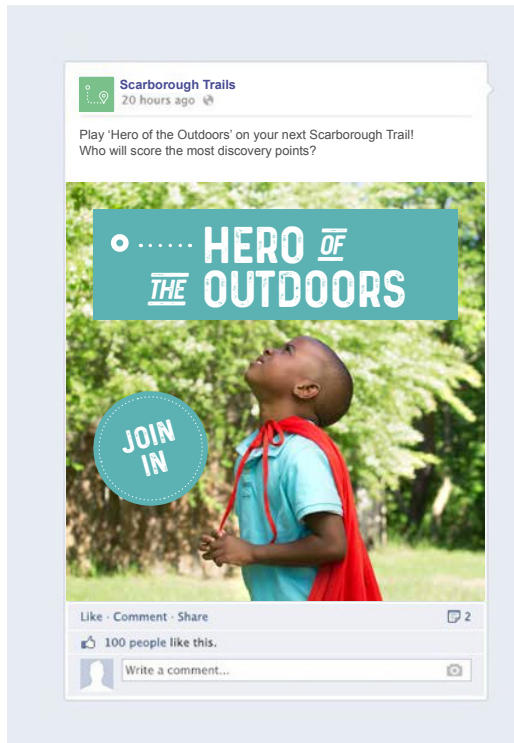 Scarborough Trails
20 hours ago
Play ‘Hero of the Outdoors’ on your next Scarborough Trail!
Who will score the most discovery points?
HERO OF
THE OUTDOORS
JOIN
IN
Like · Comment · Share 2
100 people like this.
Write a comment...